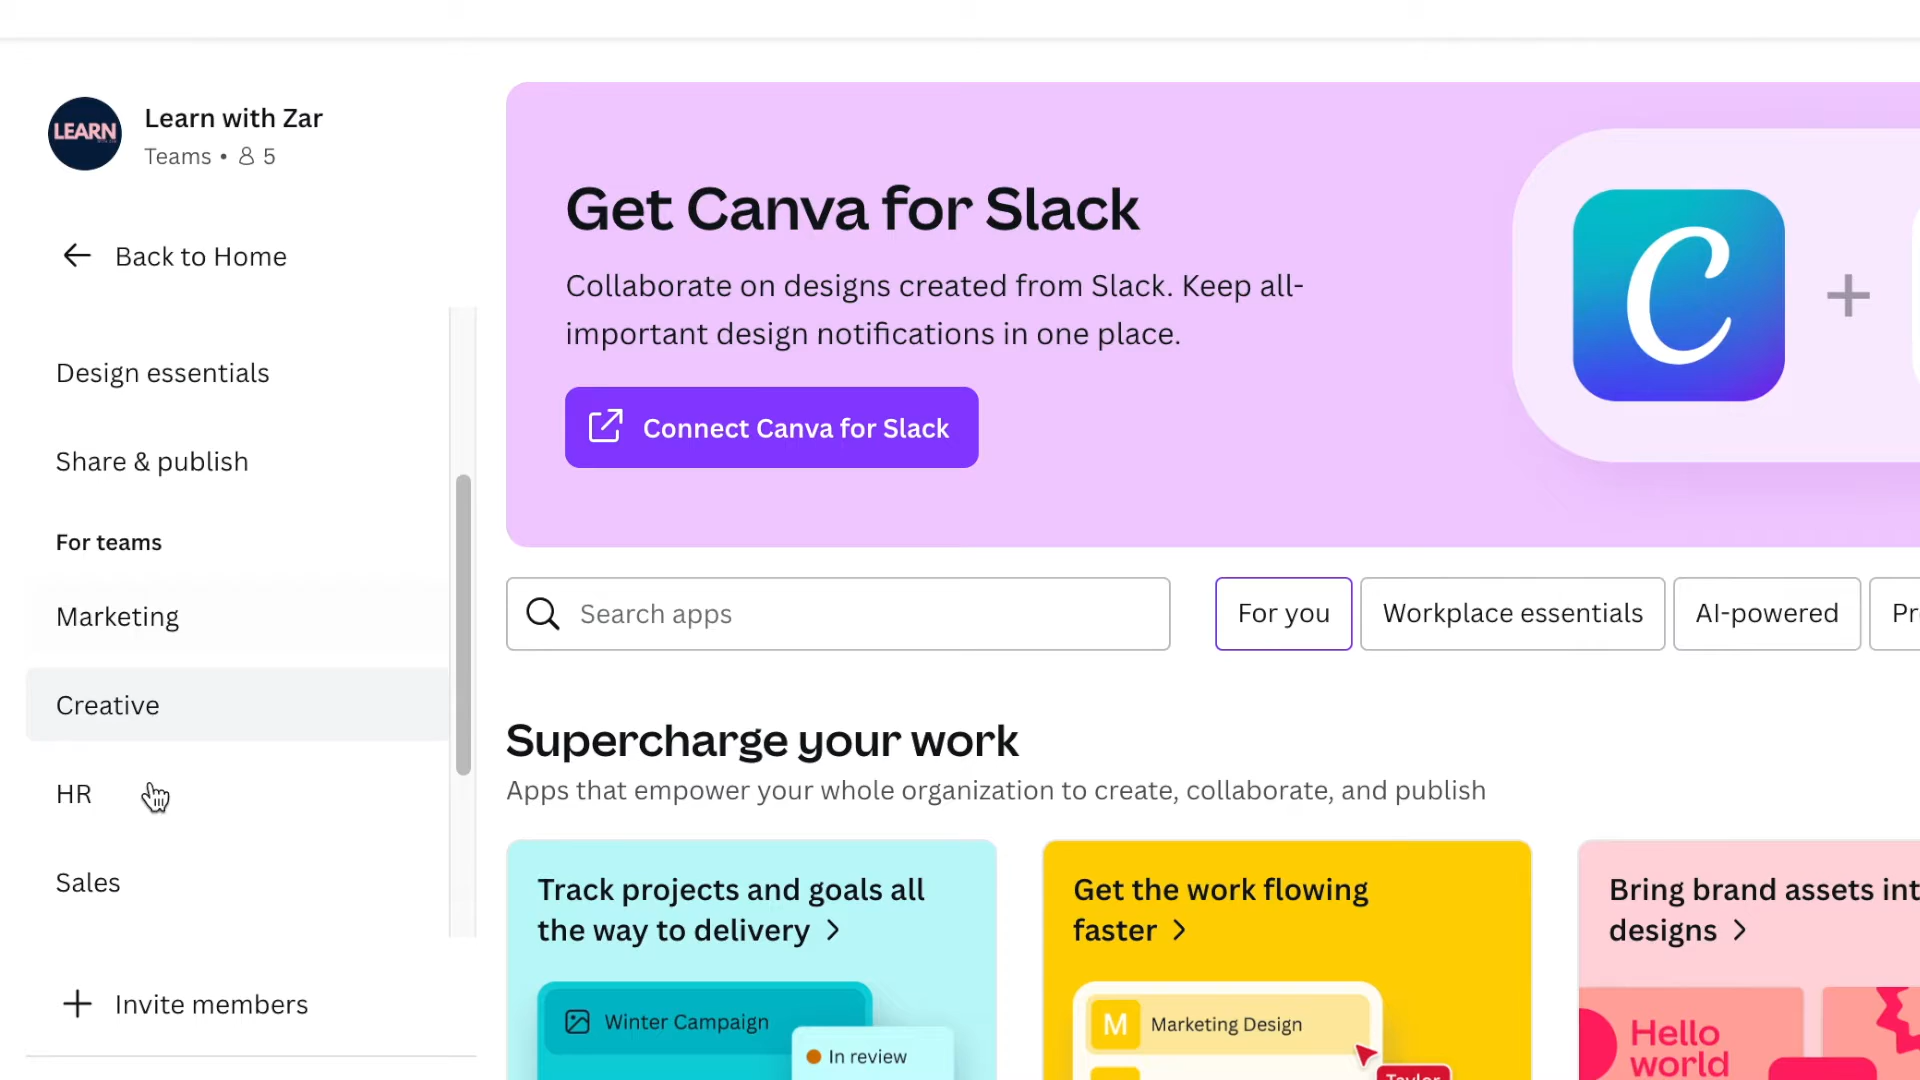 LEARN
Learn with Zar
Teams • 5
Back to Home
Design essentials
Share & publish
For teams
Marketing
Creative
HR
Sales
Invite members
Get Canva for Slack
Collaborate on designs created from Slack. Keep all-
important design notifications in one place.
Connect Canva for Slack
C
Search apps
For you
Workplace essentials
AI-powered
Pr
Supercharge your work
Apps that empower your whole organization to create, collaborate, and publish
Track projects and goals all
the way to delivery
Winter Campaign
In review
Get the work flowing
faster
M
Marketing Design
Taylor
Bring brand assets int
designs
Hello
world